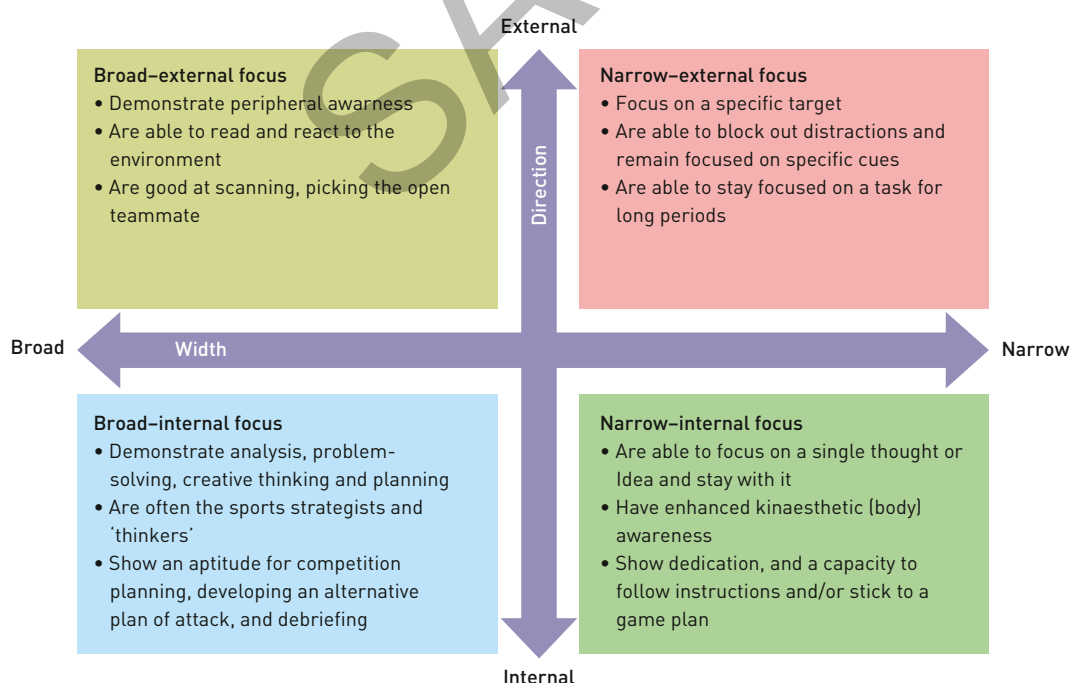 SA
External
Broad–external focus
• Demonstrate peripheral awarness
• Are able to read and react to the
environment
• Are good at scanning, picking the open
teammate
Narrow–external focus
• Focus on a specific target
• Are able to block out distractions and
remain focused on specific cues
• Are able to stay focused on a task for
long periods
Direction
Broad
Width
Narrow
Broad–internal focus
• Demonstrate analysis, problem-
solving, creative thinking and planning
• Are often the sports strategists and
‘thinkers’
• Show an aptitude for competition
planning, developing an alternative
plan of attack, and debriefing
Narrow–internal focus
• Are able to focus on a single thought or
Idea and stay with it
• Have enhanced kinaesthetic (body)
awareness
• Show dedication, and a capacity to
follow instructions and/or stick to a
game plan
Internal